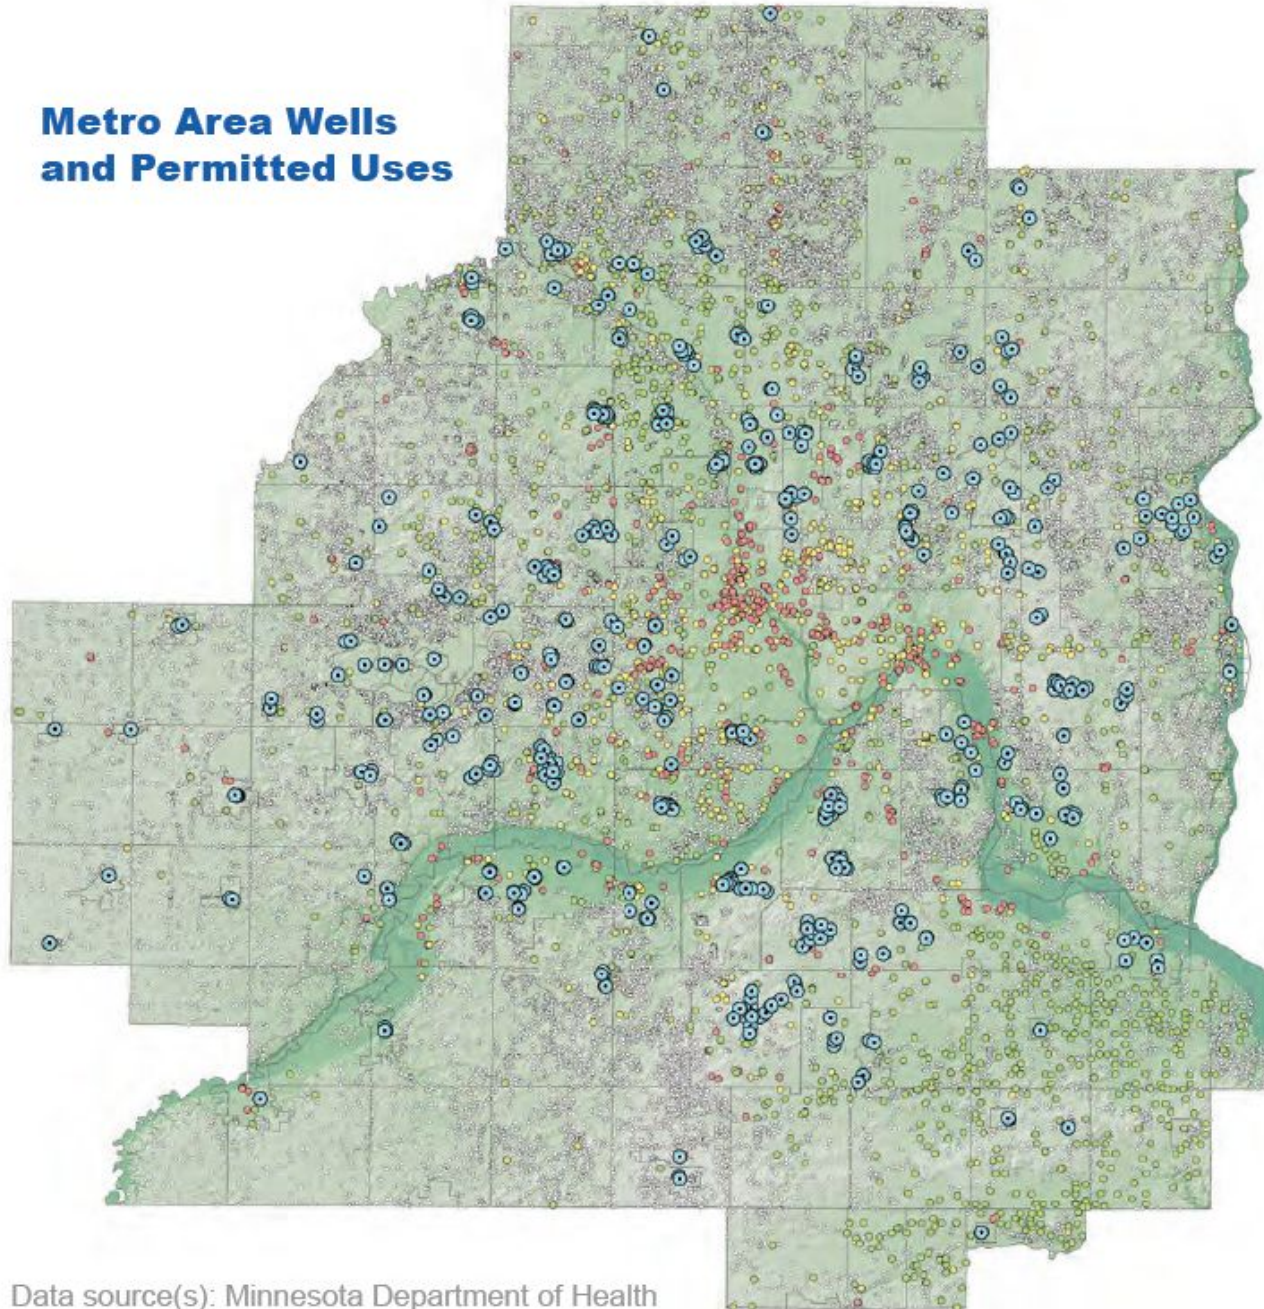 Metro Area Wells
and Permitted Uses
Data source(s): Minnesota Department of Health